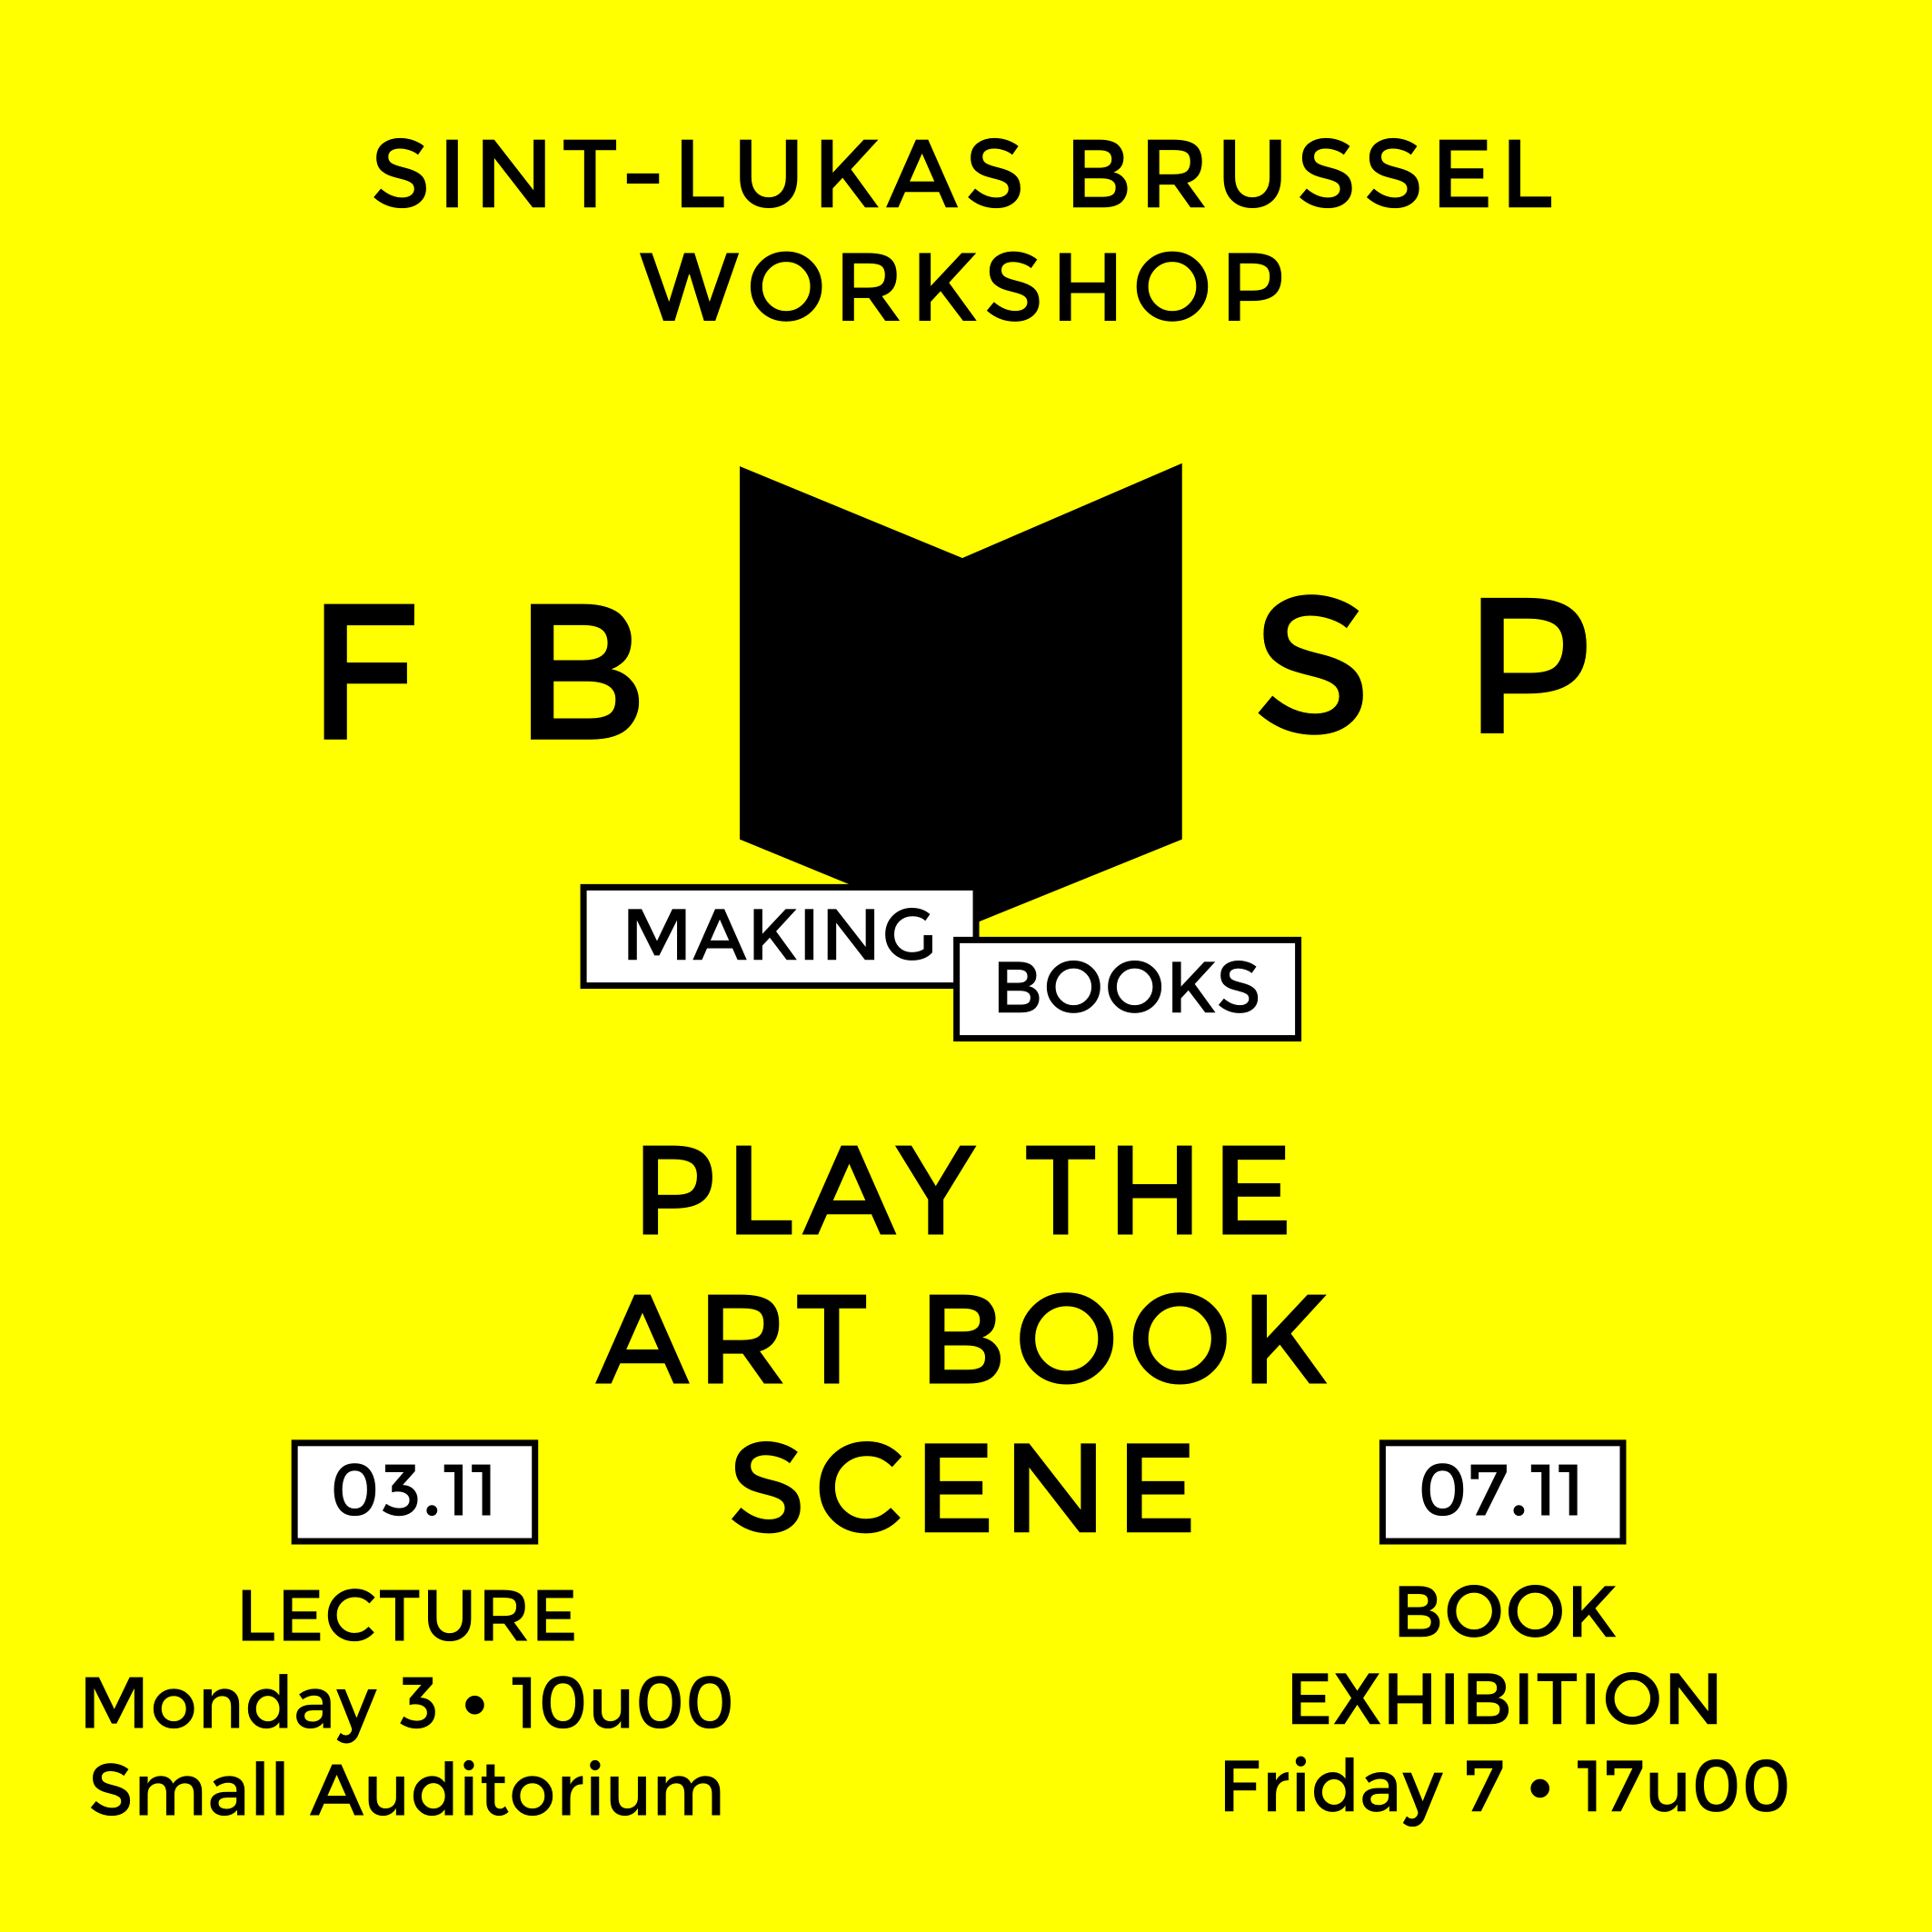 SINT-LUKAS BRUSSEL
WORKSHOP
F B S P
MAKING
BOOKS
PLAY THE
ART BOOK
SCENE
03.11
LECTURE
Monday 3 • 10u00
Small Auditorium
07.11
BOOK
EXHIBITION
Friday 7 • 17u00